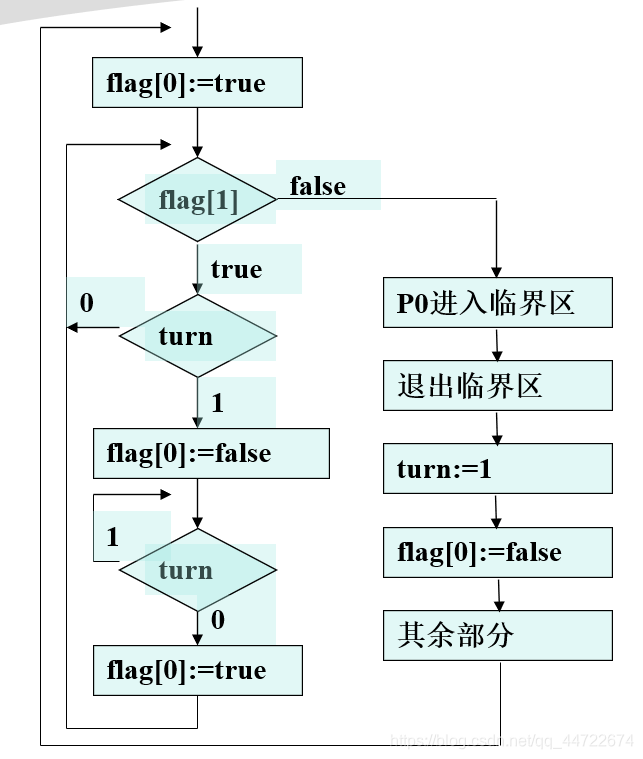 flag[0]:=true
flag[1]
false
true
0
turn
1
flag[0]:=false
1
turn
0
flag[0]:=true
P0进入临界区
退出临界区
turn:=1
flag[0]:=false
其余部分
https://blog.csdn.net/qq_44722674